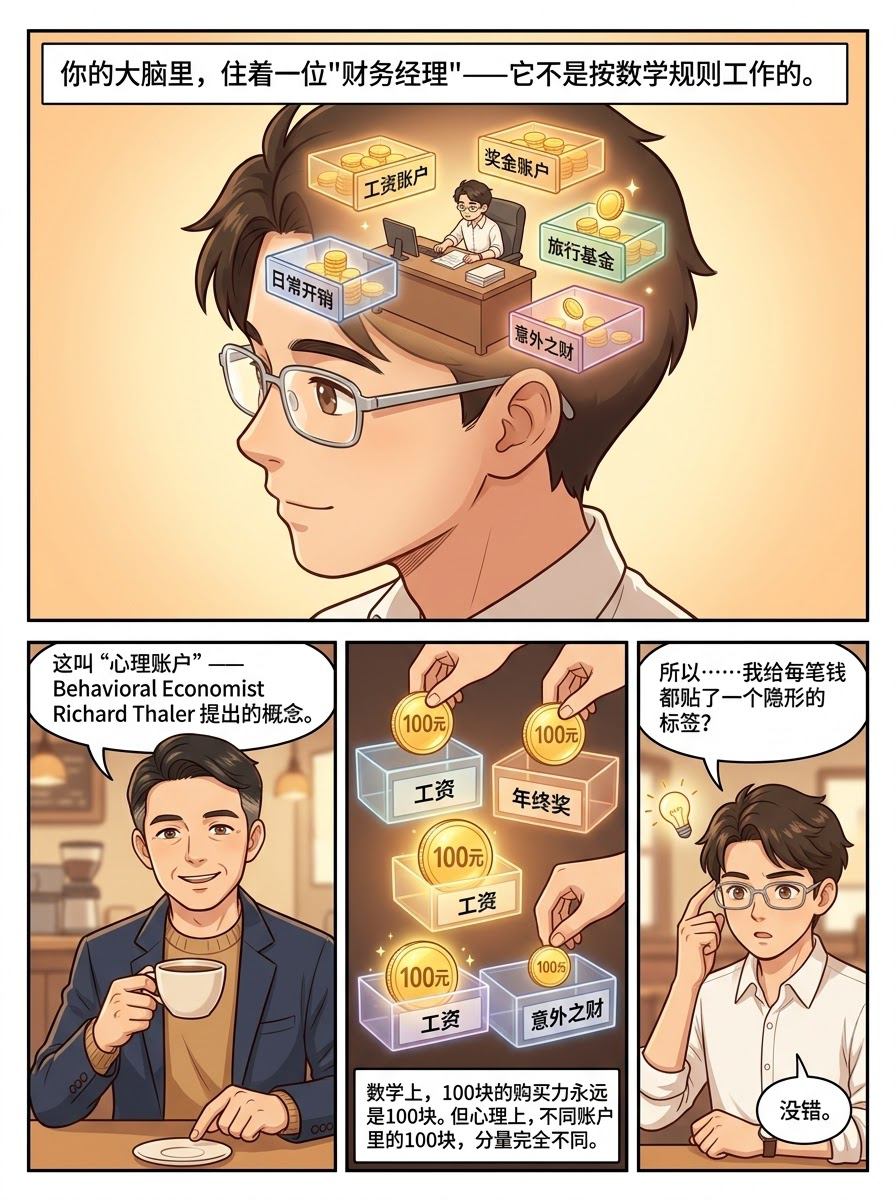 你的大脑里，住着一位"财务经理"——它不是按数学规则工作的。
工资账户
奖金账户
旅行基金
日常开销
意外之财
这叫“心理账户”——
Behavioral Economist
Richard Thaler 提出的概念。
100元
100元
工资
年终奖
100元
工资
100元
工资
意外之财
数学上，100块的购买力永远
是100块。但心理上，不同账户
里的100块，分量完全不同。
所以……我给每笔钱
都贴了一个隐形的
标签？
没错。